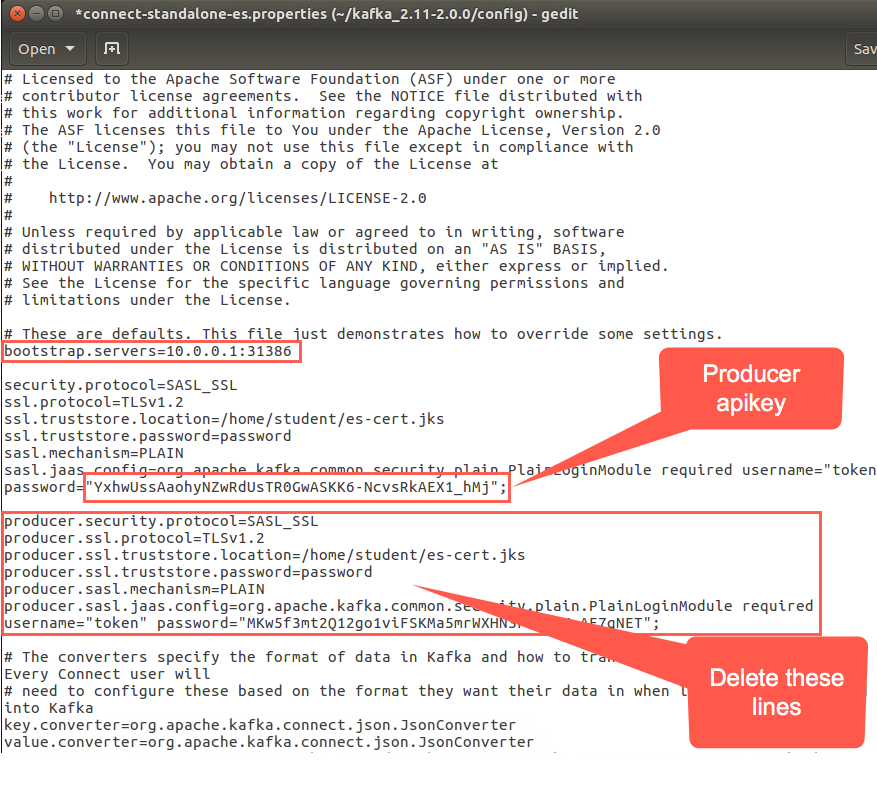 *connect-standalone-es.properties (~/kafka_2.11-2.0.0/config) - gedit
Open
Sav
# Licensed to the Apache Software Foundation (ASF) under one or more
# contributor license agreements.  See the NOTICE file distributed with
# this work for additional information regarding copyright ownership.
# The ASF licenses this file to You under the Apache License, Version 2.0
# (the "License"); you may not use this file except in compliance with
# the License.  You may obtain a copy of the License at
#
#    http://www.apache.org/licenses/LICENSE-2.0
#
# Unless required by applicable law or agreed to in writing, software
# distributed under the License is distributed on an "AS IS" BASIS,
# WITHOUT WARRANTIES OR CONDITIONS OF ANY KIND, either express or implied.
# See the License for the specific language governing permissions and
# limitations under the License.
# These are defaults. This file just demonstrates how to override some settings.
bootstrap.servers=10.0.0.1:31386
security.protocol=SASL_SSL
ssl.protocol=TLSv1.2
ssl.truststore.location=/home/student/es-cert.jks
ssl.truststore.password=password
sasl.mechanism=PLAIN
sasl.jaas.config=org.apache.kafka.common.security.plain.PlainLoginModule required username="token
password="YxhwUssAaohyNZwRdUsTR0GwASKK6-NcvsRkAEX1_hMj";
Producer
apikey
producer.security.protocol=SASL_SSL
producer.ssl.protocol=TLSv1.2
producer.ssl.truststore.location=/home/student/es-cert.jks
producer.ssl.truststore.password=password
producer.sasl.mechanism=PLAIN
producer.sasl.jaas.config=org.apache.kafka.common.security.plain.PlainLoginModule required
username="token" password=
Delete these
lines
# The converters specify the format of data in Kafka and how to
Every Connect user will
# need to configure these based on the format they want their data in when
into Kafka
key.converter=org.apache.kafka.connect.json.JsonConverter
value.converter=org.apache.kafka.connect.json.JsonConverter